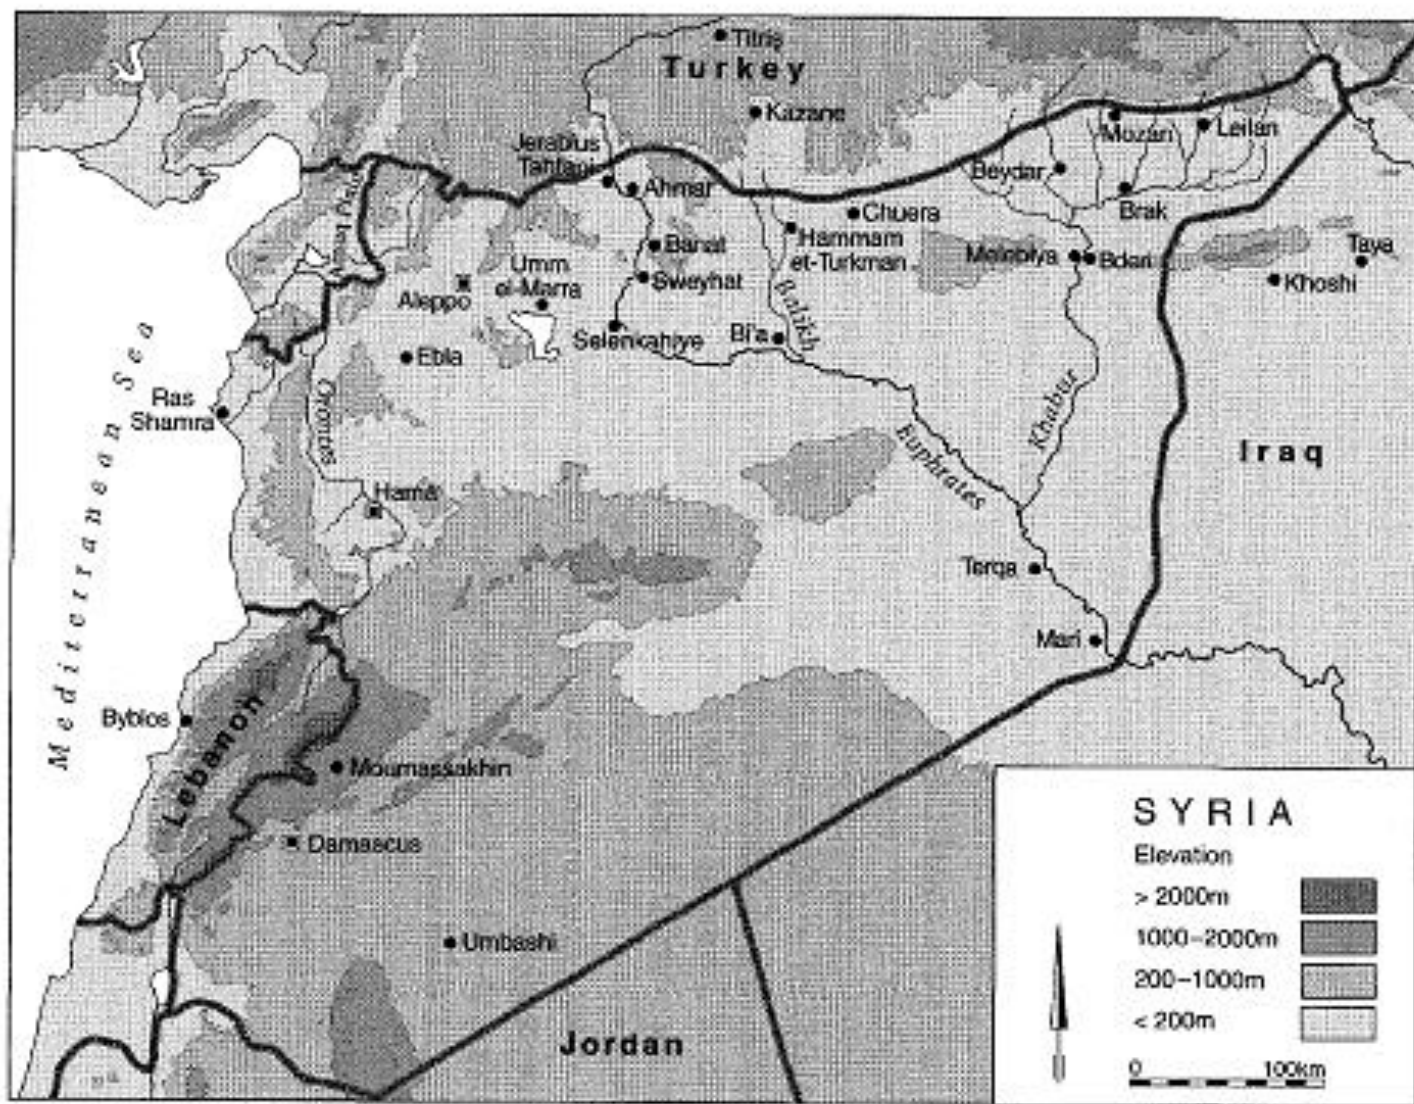 Titriş
Turkey
Kazane
Jerablus
Tahtani
Ahmar
Mozan
Leilan
Beydar
Brak
Chuera
Hammam
et-Turkman
Banat
Umm
el-Marra
Sweyhat
Aleppo
Melebiya
Bderi
Taya
Khoshi
Selenkahiye
Bi'a
Balikh
Ebla
Ras
Shamra
Orontes
Khabur
Euphrates
Iraq
Hama
Mediterranean Sea
Terqa
Mari
Byblos
Lebanon
Moumassakhin
Damascus
Umbashi
Jordan
SYRIA
Elevation
> 2000m
1000–2000m
200–1000m
< 200m
0 100km